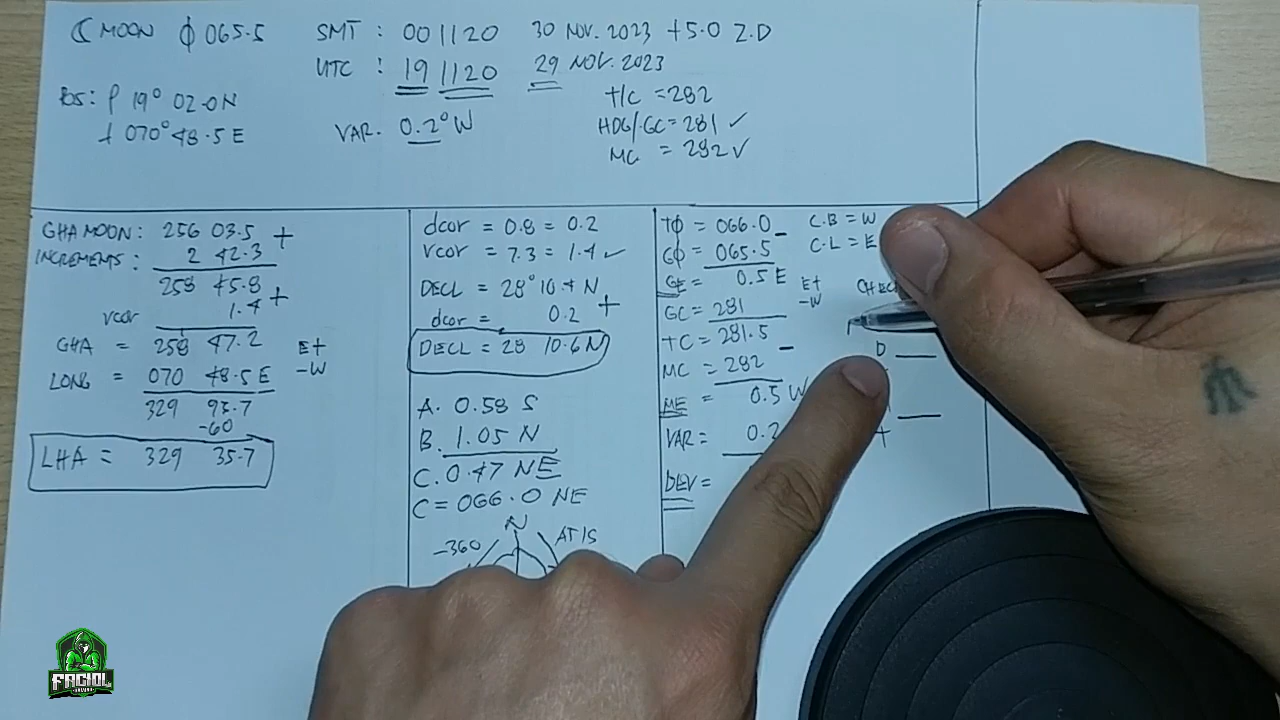 ☾ MOON ϕ 065.5
SMT : 001120 30 NOV. 2023 +5.0 Z.D
UTC : 19 1120 29 NOV. 2023
POS: ρ 19° 02.0N
λ 070° 48.5 E
VAR. 0.2° W
T/C = 282
HDG/.GC = 281 ✓
MC = 282 ✓
GHA MOON: 256 03.5 +
INCREMENTS: 2 42.3
258 45.8
vcor 1.4 +
GHA = 258 47.2 E+
LONG = 070 48.5 E -W
329 95.7
-60
LHA = 329 35.7
dcor = 0.8 = 0.2
vcor = 7.3 = 1.4 ✓
DECL = 28° 10.4 N
dcor = 0.2 +
DECL = 28 10.6 N
A. 0.58 S
B. 1.05 N
C. 0.47 NE
C = 066.0 NE
N
-360 AT IS
Tϕ = 066.0 -
Gϕ = 065.5
GE = 0.5 E
GC = 281
TC = 281.5
MC = 282 -
ME = 0.5 W
VAR = 0.2
DEV =
C.B = W
C.L = E
E+
-W
D
+
FACIOL